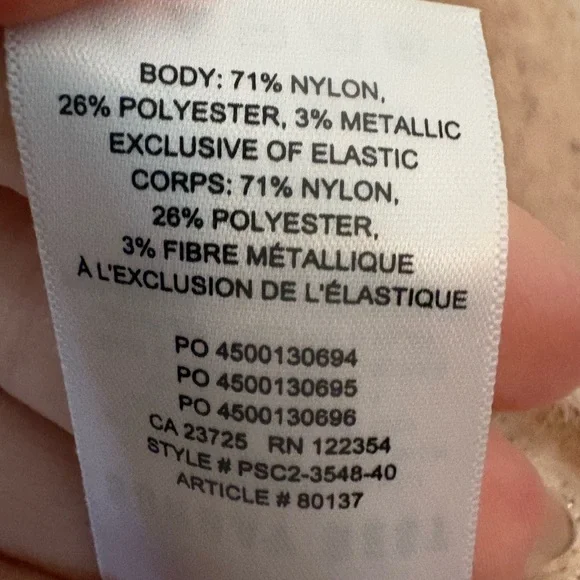 BODY: 71% NYLON,
26% POLYESTER, 3% METALLIC
EXCLUSIVE OF ELASTIC
CORPS: 71% NYLON,
26% POLYESTER,
3% FIBRE MÉTALLIQUE
À L'EXCLUSION DE L'ÉLASTIQUE
PO 4500130694
PO 4500130695
PO 4500130696
CA 23725 RN 122354
STYLE # PSC2-3548-40
ARTICLE # 80137